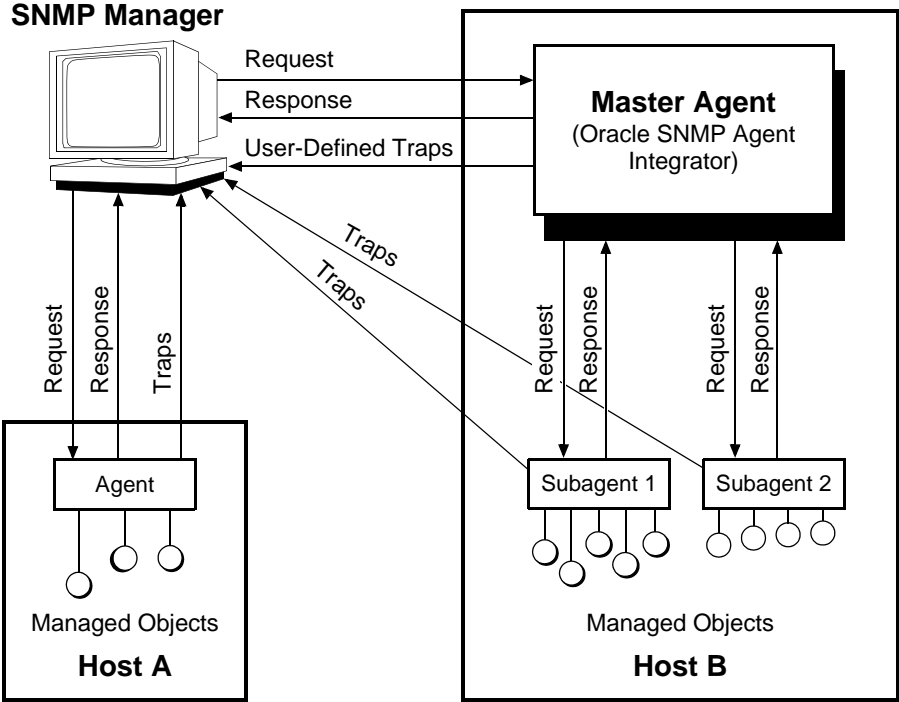 SNMP Manager
Request
Response
User-Defined Traps
Master Agent
(Oracle SNMP Agent
Integrator)
Traps
Traps
Request
Response
Traps
Request
Response
Request
Response
Agent
Subagent 1
Subagent 2
Managed Objects
Host A
Managed Objects
Host B